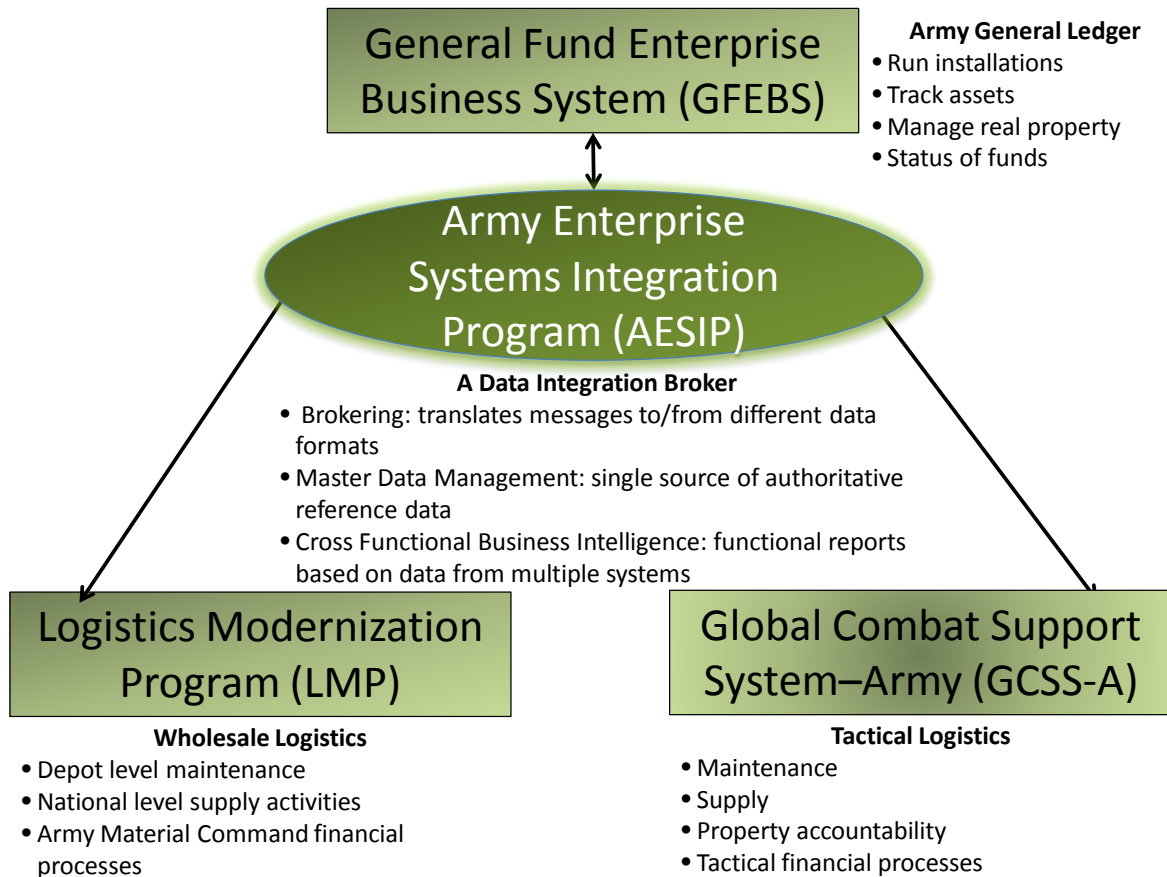 General Fund Enterprise
Business System (GFEBS)
Army General Ledger
• Run installations
• Track assets
• Manage real property
• Status of funds
Army Enterprise
Systems Integration
Program (AESIP)
A Data Integration Broker
• Brokering: translates messages to/from different data
formats
• Master Data Management: single source of authoritative
reference data
• Cross Functional Business Intelligence: functional reports
based on data from multiple systems
Logistics Modernization
Program (LMP)
Wholesale Logistics
• Depot level maintenance
• National level supply activities
• Army Material Command financial
processes
Global Combat Support
System–Army (GCSS-A)
Tactical Logistics
• Maintenance
• Supply
• Property accountability
• Tactical financial processes